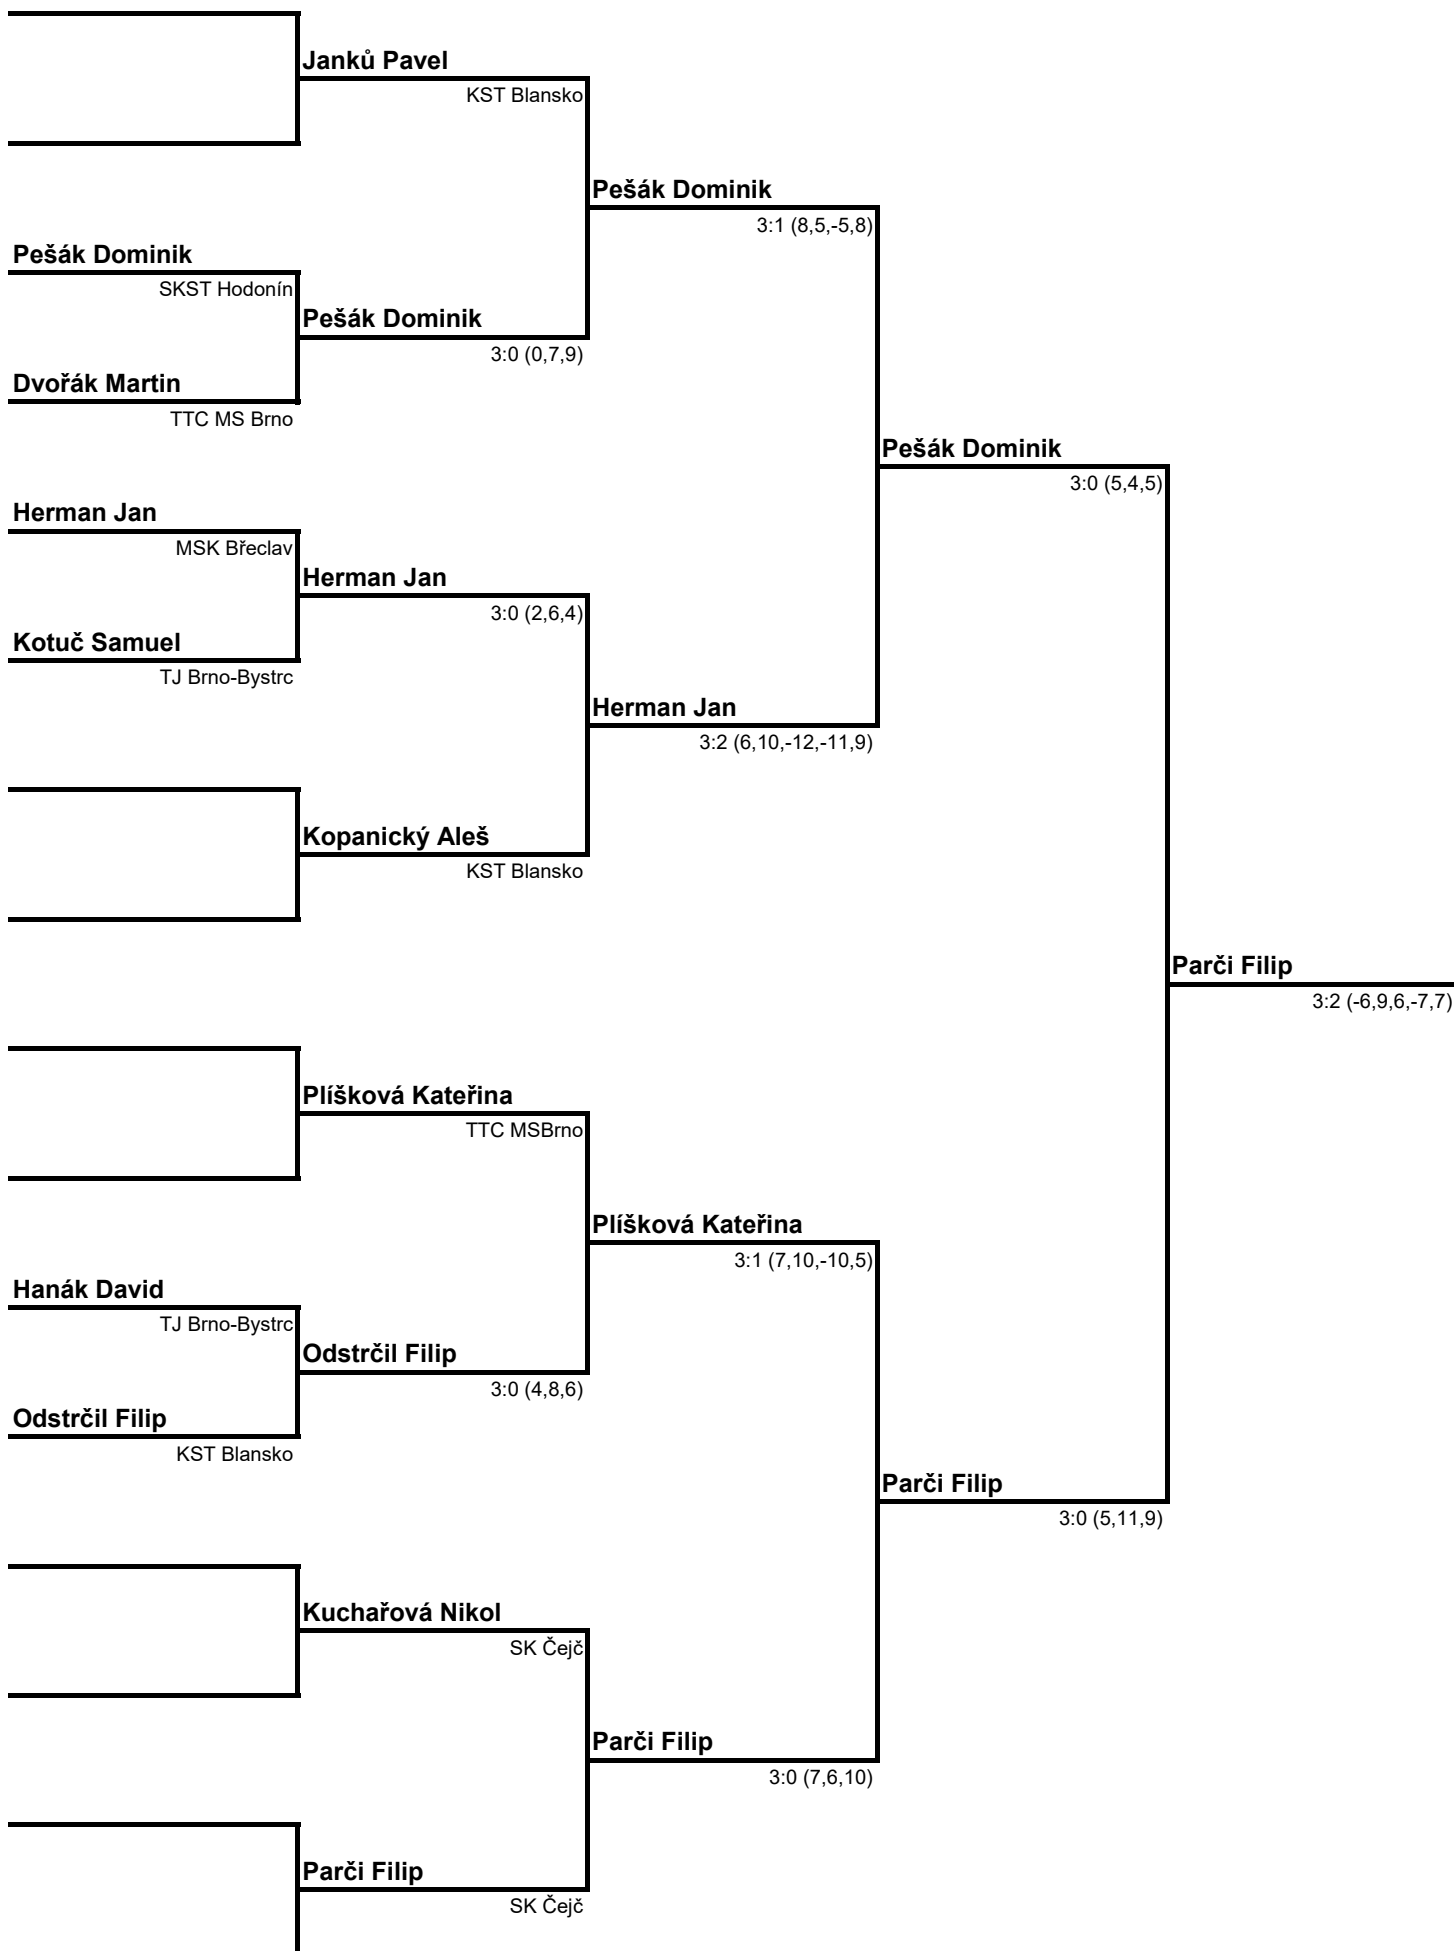 Janků Pavel
KST Blansko
Pešák Dominik
3:1 (8,5,-5,8)
Pešák Dominik
SKST Hodonín
Pešák Dominik
3:0 (0,7,9)
Dvořák Martin
TTC MS Brno
Pešák Dominik
3:0 (5,4,5)
Herman Jan
MSK Břeclav
Herman Jan
3:0 (2,6,4)
Kotuč Samuel
TJ Brno-Bystrc
Herman Jan
3:2 (6,10,-12,-11,9)
Kopanický Aleš
KST Blansko
Parči Filip
3:2 (-6,9,6,-7,7)
Plíšková Kateřina
TTC MSBrno
Plíšková Kateřina
3:1 (7,10,-10,5)
Hanák David
TJ Brno-Bystrc
Odstrčil Filip
3:0 (4,8,6)
Odstrčil Filip
KST Blansko
Parči Filip
3:0 (5,11,9)
Kuchařová Nikol
SK Čejč
Parči Filip
3:0 (7,6,10)
Parči Filip
SK Čejč